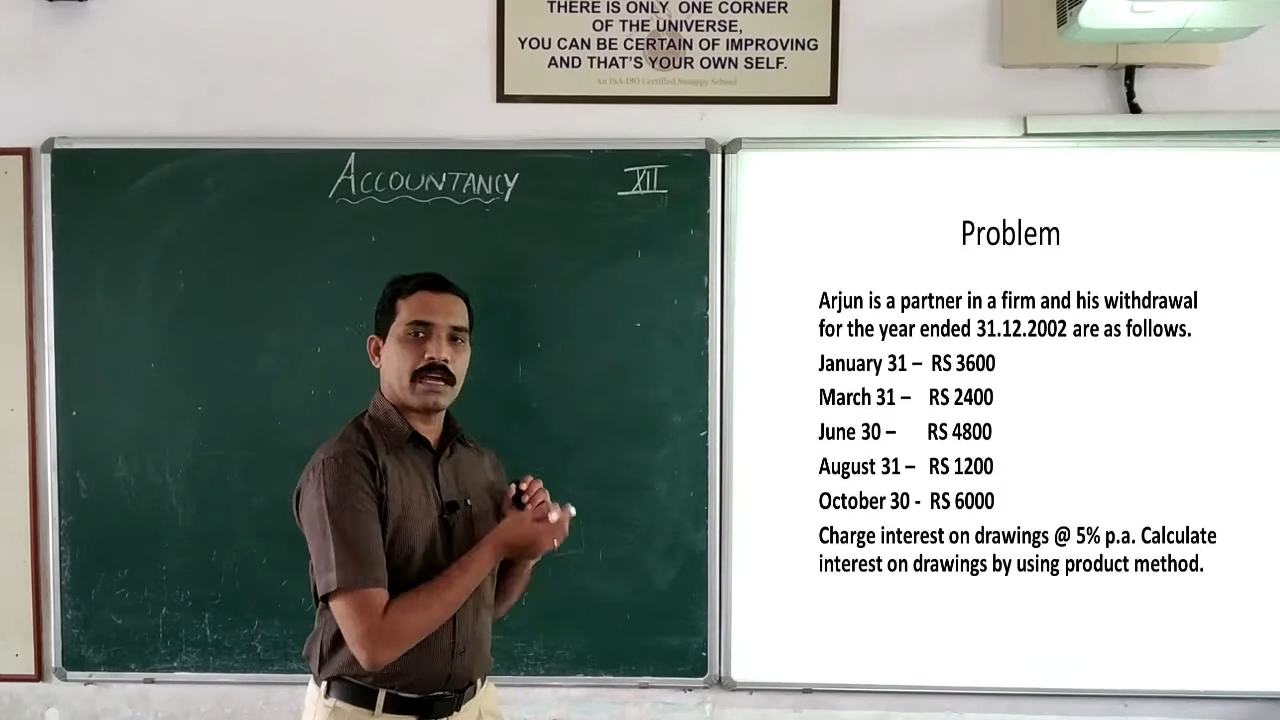 THERE IS ONLY ONE CORNER
OF THE UNIVERSE,
YOU CAN BE CERTAIN OF IMPROVING
AND THAT'S YOUR OWN SELF.
ACCOUNTANCY
XII
Problem
Arjun is a partner in a firm and his withdrawal
for the year ended 31.12.2002 are as follows.
January 31 – RS 3600
March 31 – RS 2400
June 30 – RS 4800
August 31 – RS 1200
October 30 - RS 6000
Charge interest on drawings @ 5% p.a. Calculate
interest on drawings by using product method.